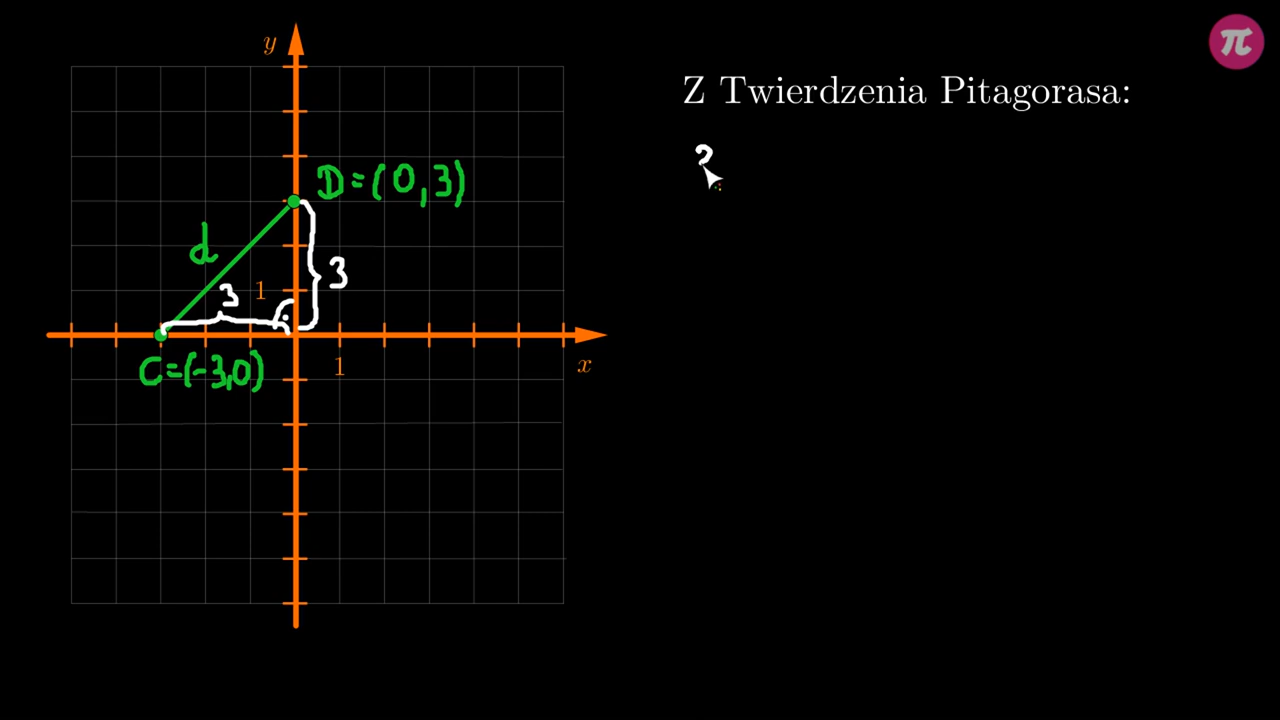 y
Z Twierdzenia Pitagorasa:
D=(0,3)
d
3
3
1
1
x
C=(-3,0)
π